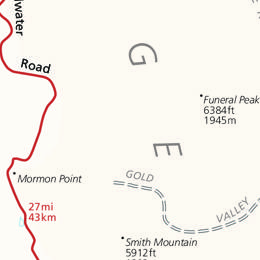 water
Road
G
Funeral Peak
6384ft
1945m
E
Mormon Point
GOLD
VALLEY
27mi
43km
Smith Mountain
5912ft